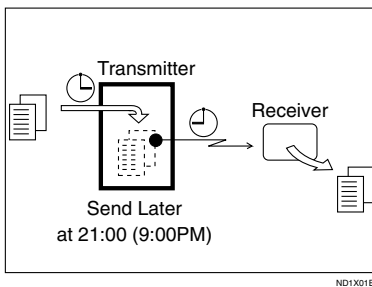 Transmitter
Receiver
Send Later
at 21:00 (9:00PM)
ND1X01E